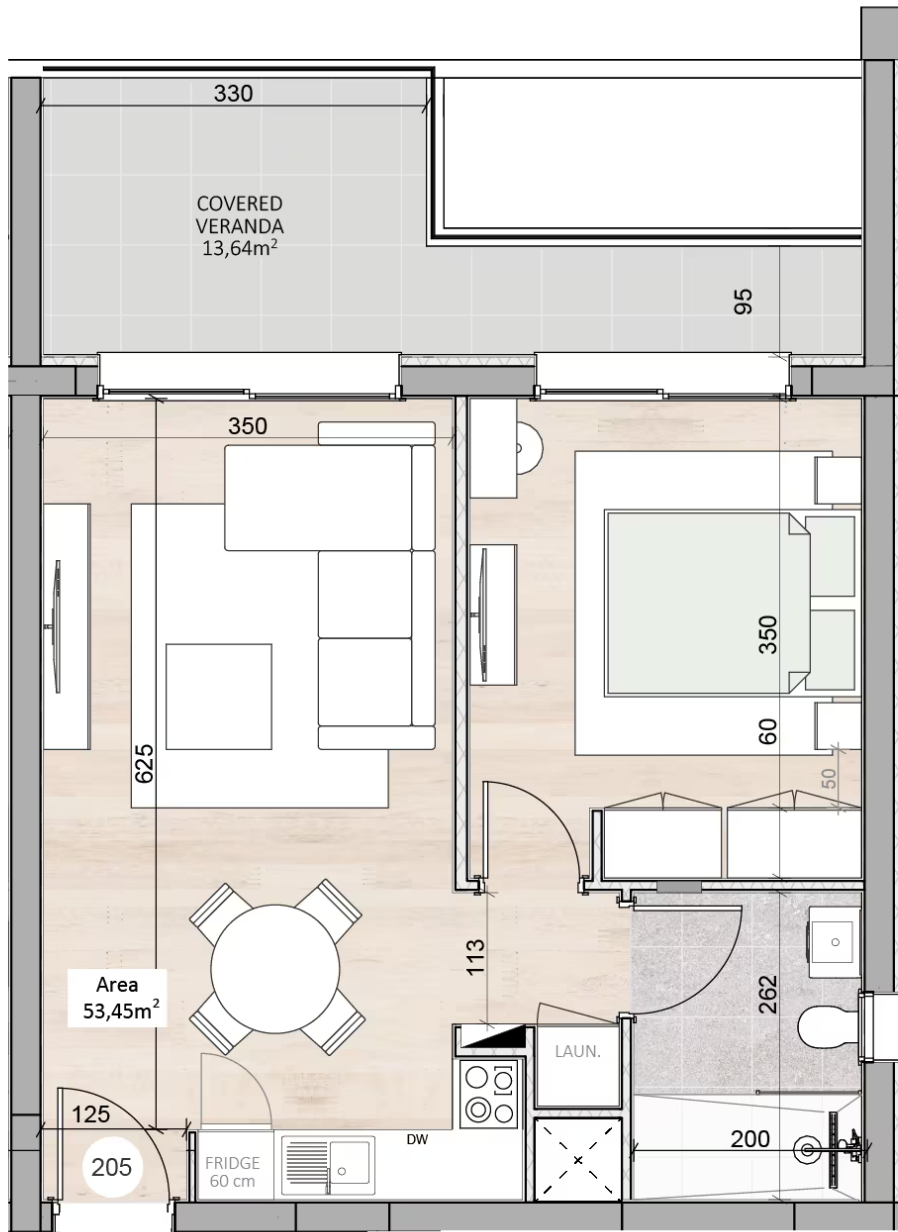 330
COVERED
VERANDA
13,64m²
95
350
350
60
50
625
113
Area
53,45m²
262
LAUN.
125
DW
200
205
FRIDGE
60 cm